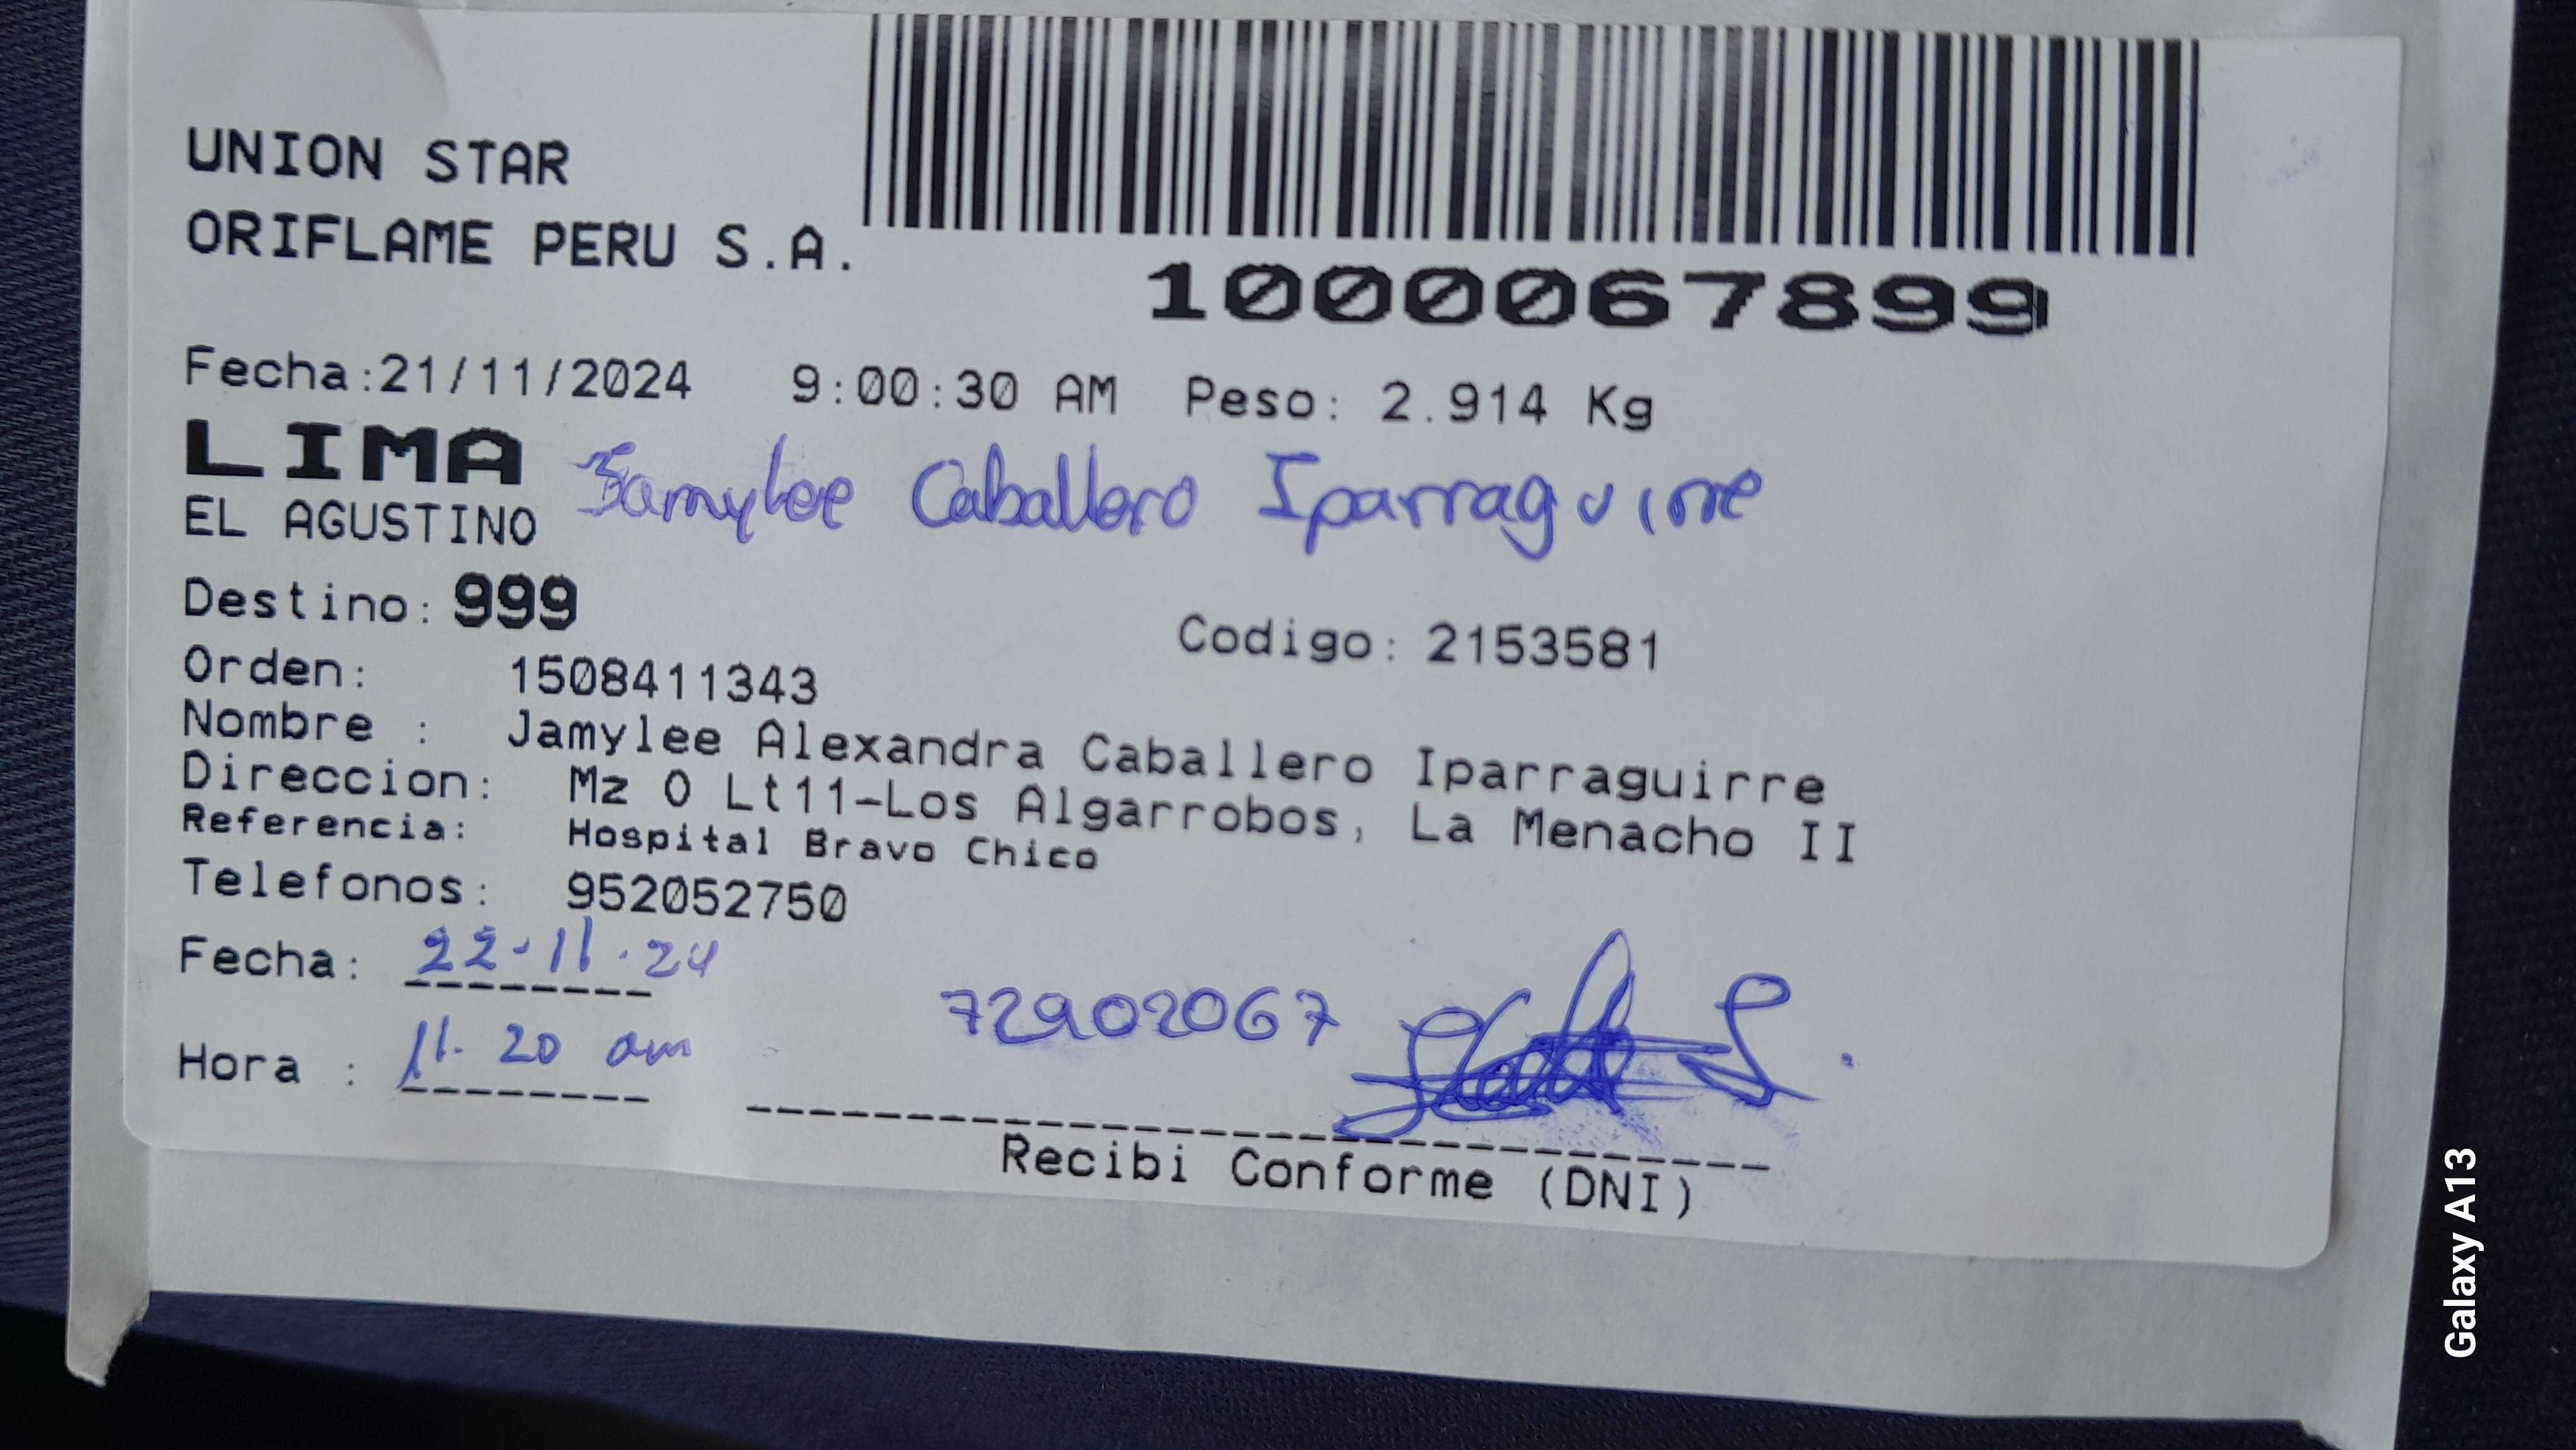 UNION STAR
ORIFLAME PERU S.A.
1000067899
Fecha:21/11/2024 9:00:30 AM Peso: 2.914 Kg
LIMA
EL AGUSTINO
Jamylee Caballero Iparraguirre
Destino: 999
Codigo: 2153581
Orden: 1508411343
Nombre : Jamylee Alexandra Caballero Iparraguirre
Direccion: Mz O Lt11-Los Algarrobos, La Menacho II
Referencia: Hospital Bravo Chico
Telefonos: 952052750
Fecha: 22-11.24
72902067
Hora : 11.20 am
Recibi Conforme (DNI)
Galaxy A13